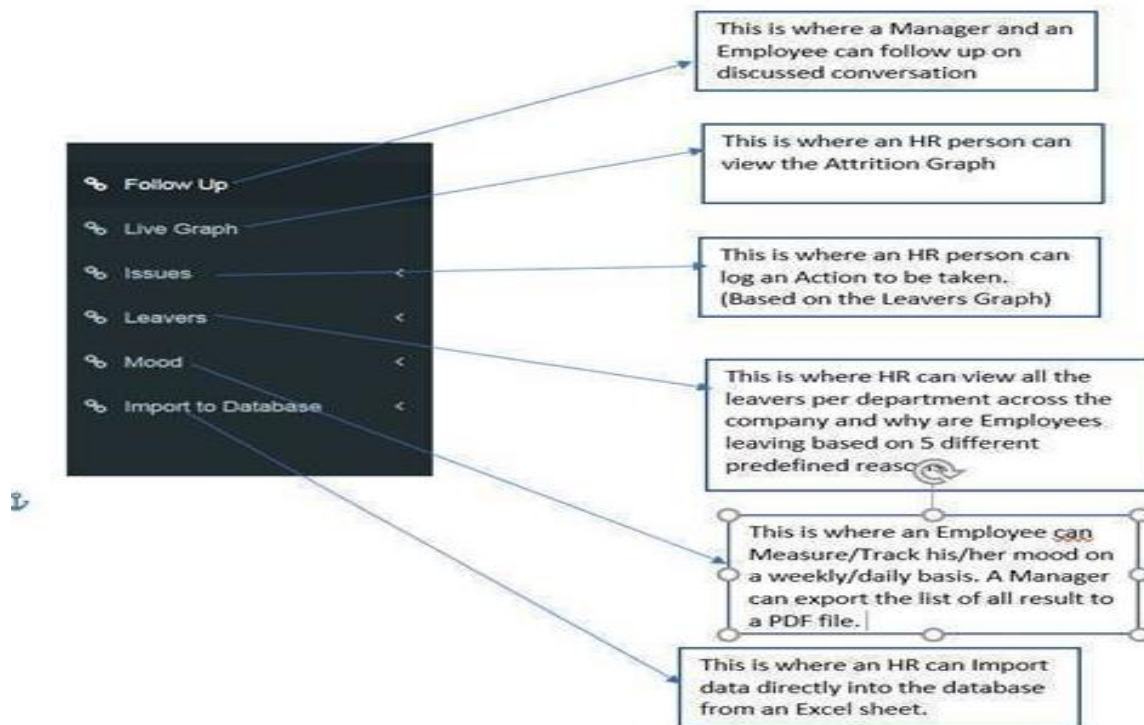 This is where a Manager and an
Employee can follow up on
discussed conversation
This is where an HR person can
view the Attrition Graph
Follow Up
Live Graph
Issues
Leavers
Mood
Import to Database
This is where an HR person can
log an Action to be taken.
(Based on the Leavers Graph)
This is where HR can view all the
leavers per department across the
company and why are Employees
leaving based on 5 different
predefined
This is where an Employee can
Measure/Track his/her mood on
a weekly/daily basis. A Manager
can export the list of all result to
a PDF file.
This is where an HR can Import
data directly into the database
from an Excel sheet.